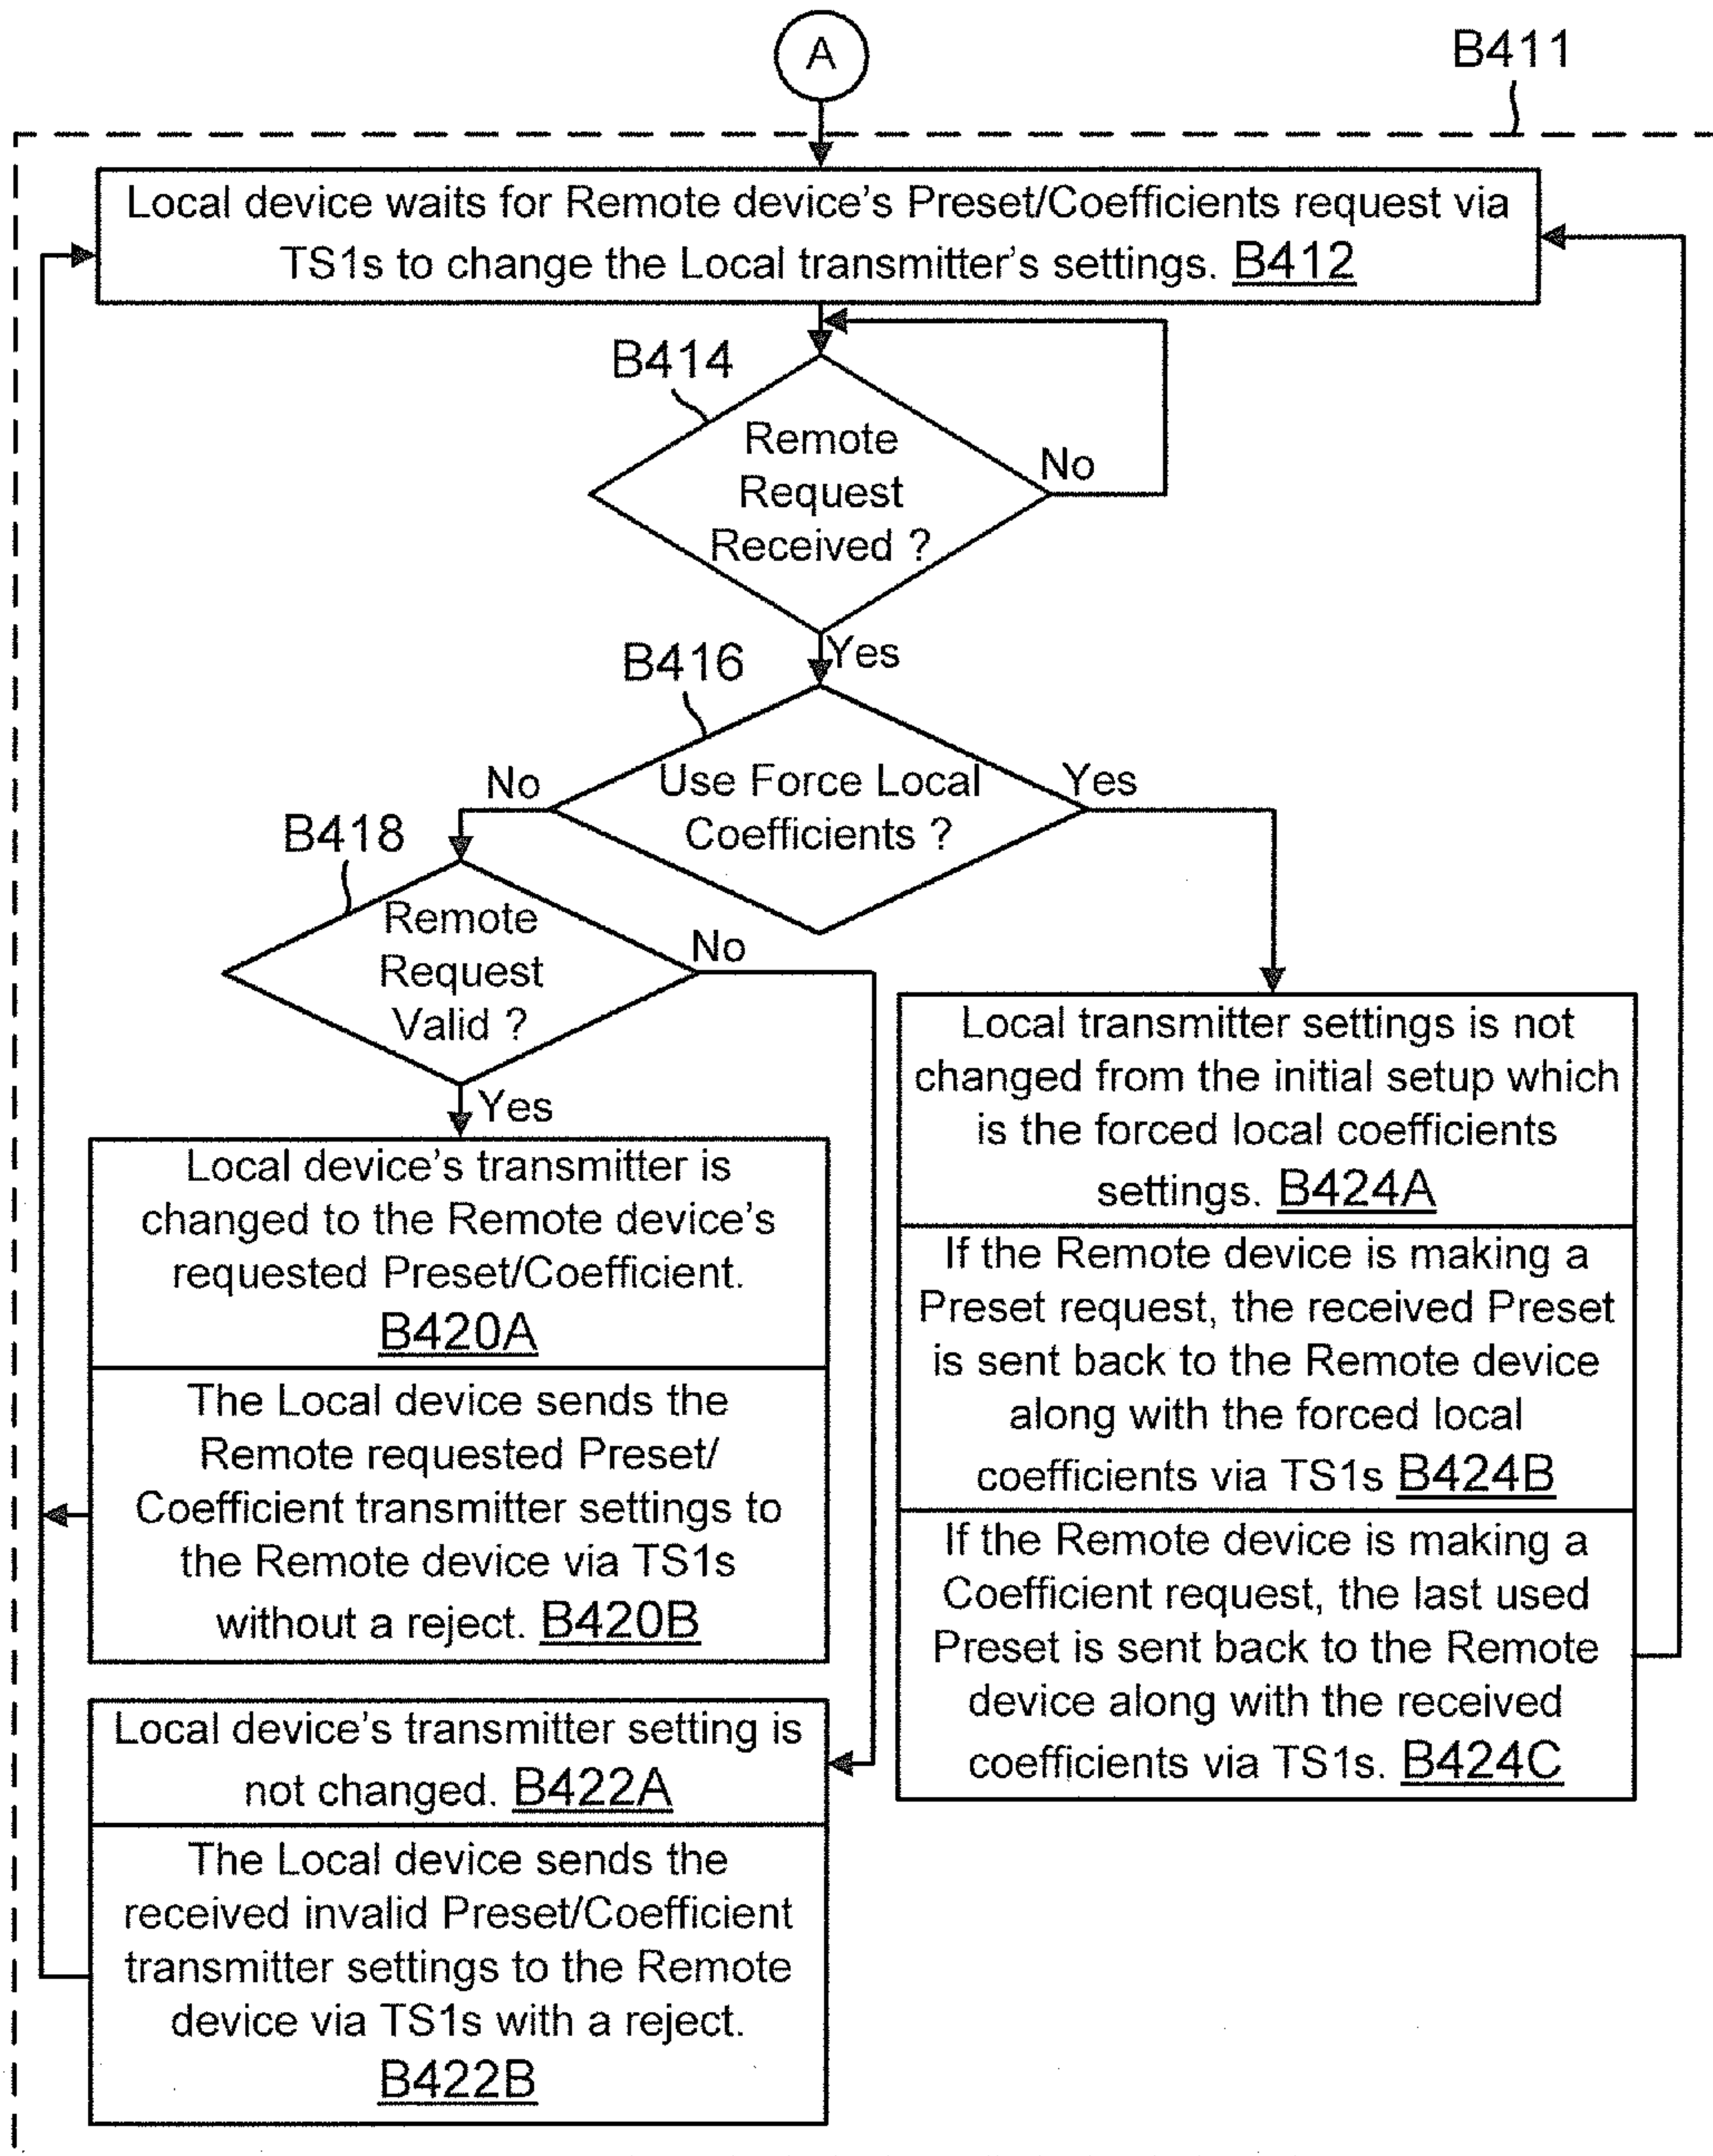 A
B411
Local device waits for Remote device's Preset/Coefficients request via
TS1s to change the Local transmitter's settings. B412
B414
Remote
Request
Received ?
No
Yes
B416
Use Force Local
Coefficients ?
No
Yes
B418
Remote
Request
Valid ?
No
Yes
Local device's transmitter is
changed to the Remote device's
requested Preset/Coefficient.
B420A
The Local device sends the
Remote requested Preset/
Coefficient transmitter settings to
the Remote device via TS1s
without a reject. B420B
Local device's transmitter setting is
not changed. B422A
The Local device sends the
received invalid Preset/Coefficient
transmitter settings to the Remote
device via TS1s with a reject.
B422B
Local transmitter settings is not
changed from the initial setup which
is the forced local coefficients
settings. B424A
If the Remote device is making a
Preset request, the received Preset
is sent back to the Remote device
along with the forced local
coefficients via TS1s B424B
If the Remote device is making a
Coefficient request, the last used
Preset is sent back to the Remote
device along with the received
coefficients via TS1s. B424C